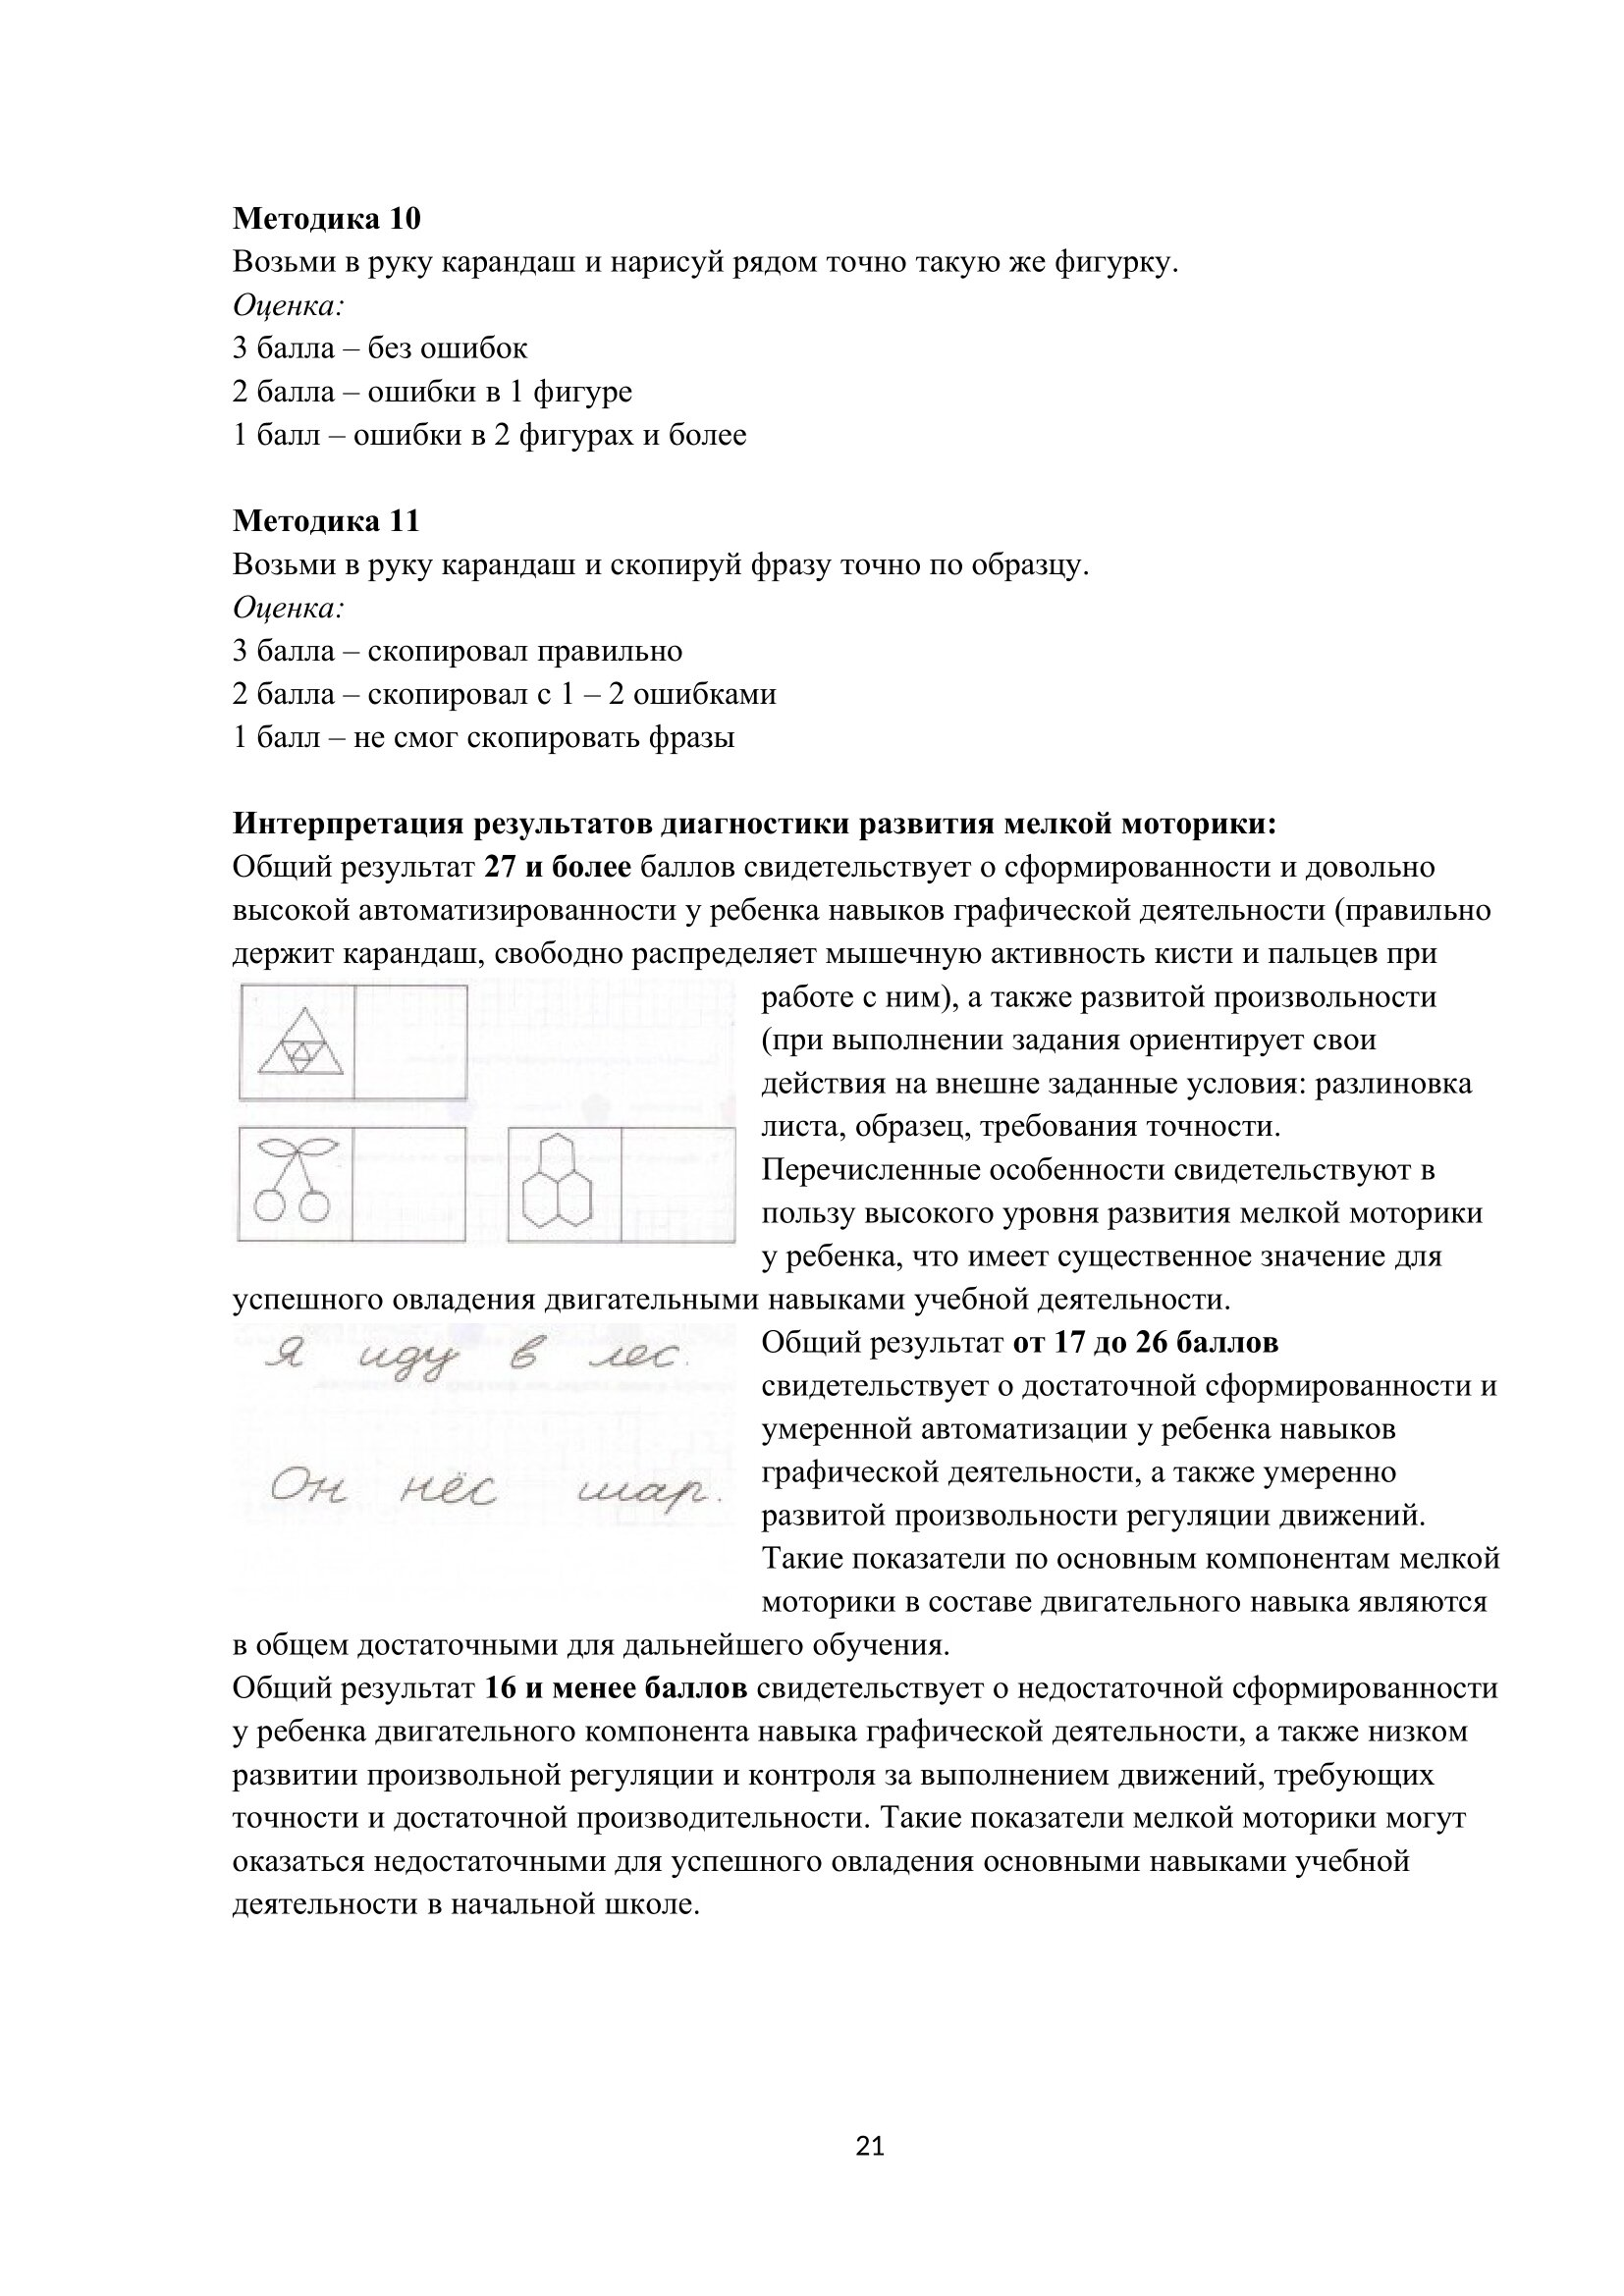 Методика 10
Возьми в руку карандаш и нарисуй рядом точно такую же фигурку.
Оценка:
3 балла – без ошибок
2 балла – ошибки в 1 фигуре
1 балл – ошибки в 2 фигурах и более
Методика 11
Возьми в руку карандаш и скопируй фразу точно по образцу.
Оценка:
3 балла – скопировал правильно
2 балла – скопировал с 1 – 2 ошибками
1 балл – не смог скопировать фразы
Интерпретация результатов диагностики развития мелкой моторики:
Общий результат 27 и более баллов свидетельствует о сформированности и довольно
высокой автоматизированности у ребенка навыков графической деятельности (правильно
держит карандаш, свободно распределяет мышечную активность кисти и пальцев при
работе с ним), а также развитой произвольности
(при выполнении задания ориентирует свои
действия на внешне заданные условия: разлиновка
листа, образец, требования точности.
Перечисленные особенности свидетельствуют в
пользу высокого уровня развития мелкой моторики
у ребенка, что имеет существенное значение для
успешного овладения двигательными навыками учебной деятельности.
Я иду в лес.
Он нёс шар.
Общий результат от 17 до 26 баллов
свидетельствует о достаточной сформированности и
умеренной автоматизации у ребенка навыков
графической деятельности, а также умеренно
развитой произвольности регуляции движений.
Такие показатели по основным компонентам мелкой
моторики в составе двигательного навыка являются
в общем достаточными для дальнейшего обучения.
Общий результат 16 и менее баллов свидетельствует о недостаточной сформированности
у ребенка двигательного компонента навыка графической деятельности, а также низком
развитии произвольной регуляции и контроля за выполнением движений, требующих
точности и достаточной производительности. Такие показатели мелкой моторики могут
оказаться недостаточными для успешного овладения основными навыками учебной
деятельности в начальной школе.
21